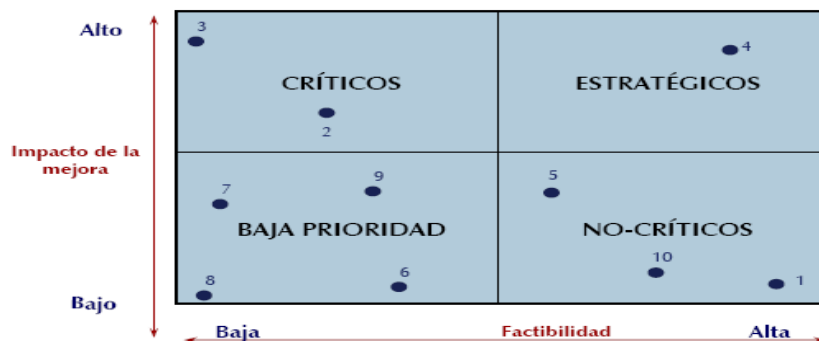 Alto
3
4
CRÍTICOS
ESTRATÉGICOS
2
Impacto de la
mejora
7
9
5
BAJA PRIORIDAD
NO-CRÍTICOS
10
8
6
1
Bajo
Baja
Factibilidad
Alta